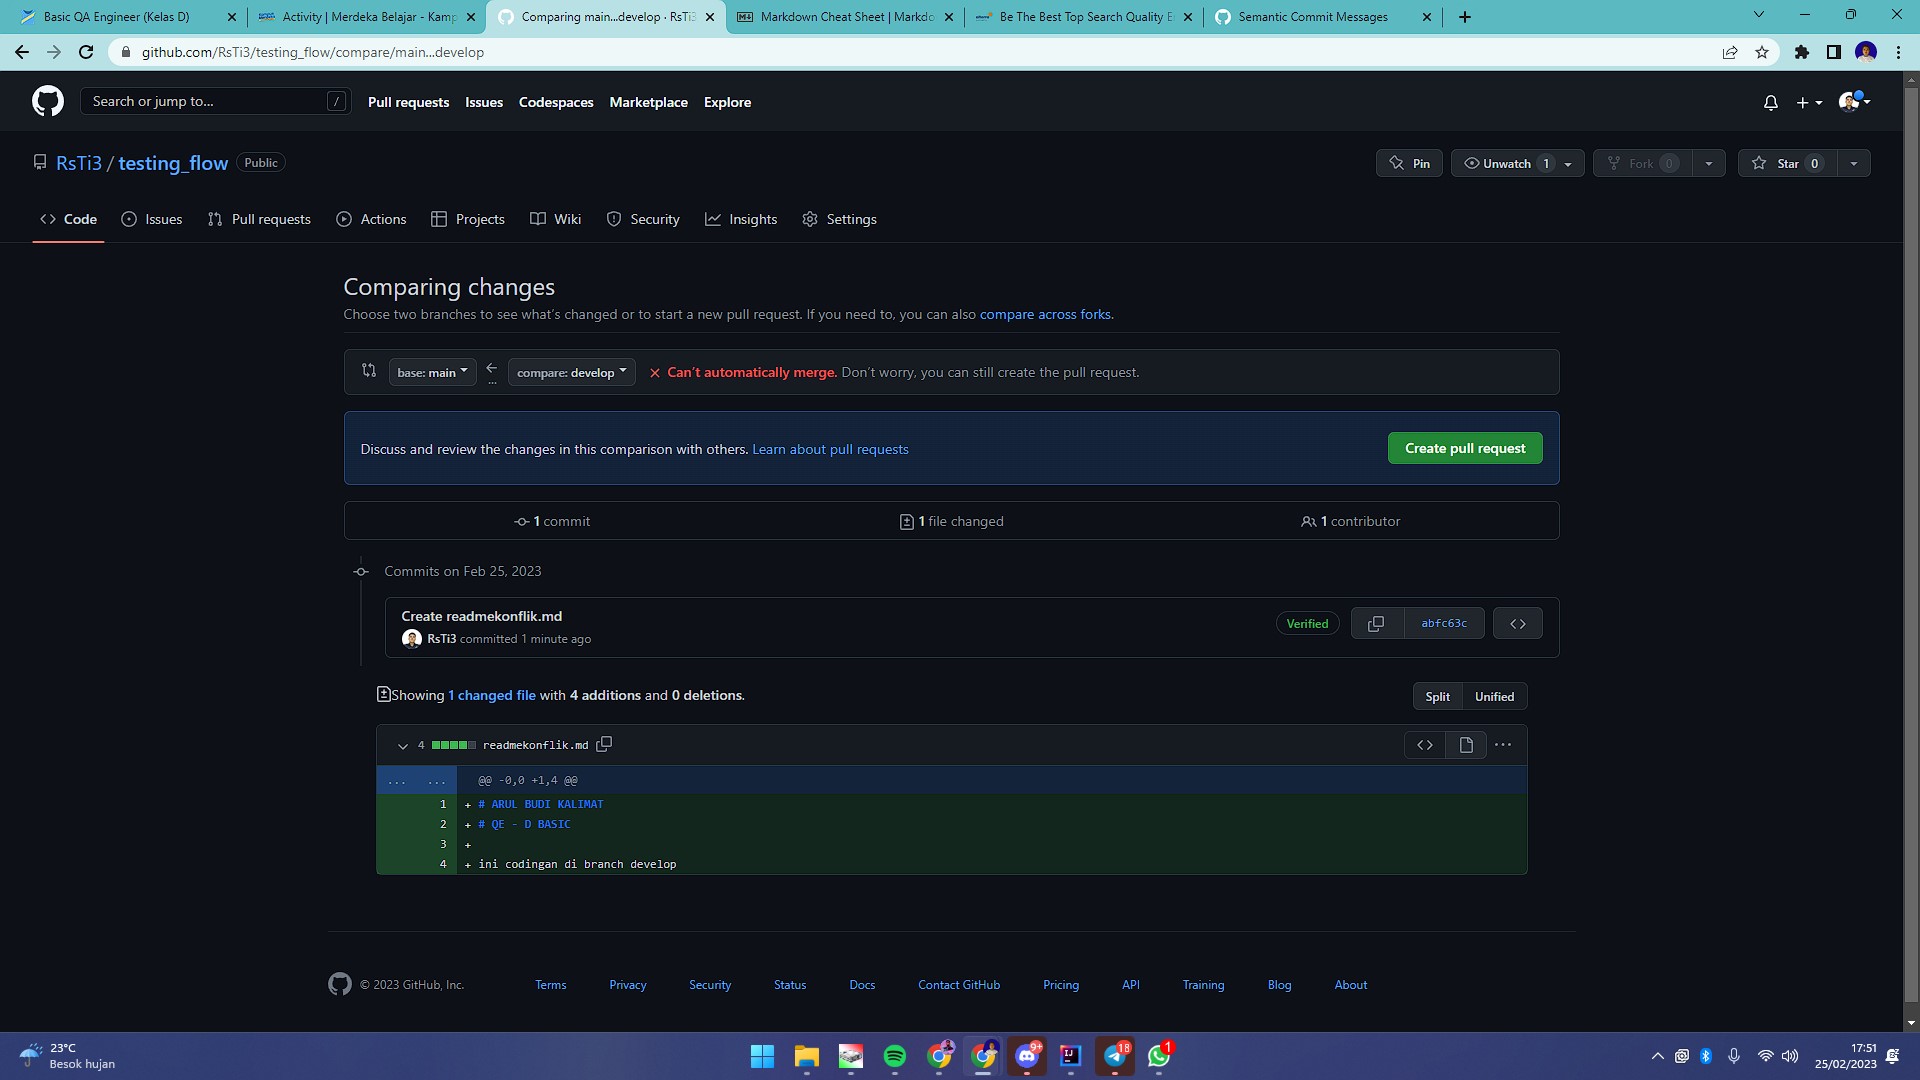 Basic QA Engineer (Kelas D)
Activity | Merdeka Belajar - Kamp
Comparing main...develop · RsTi3
Markdown Cheat Sheet | Markdo
Be The Best Top Search Quality E
Semantic Commit Messages
github.com/RsTi3/testing_flow/compare/main...develop
Search or jump to...
/
Pull requests
Issues
Codespaces
Marketplace
Explore
RsTi3 / testing_flow
Public
Pin
Unwatch 1
Fork 0
Star 0
Code
Issues
Pull requests
Actions
Projects
Wiki
Security
Insights
Settings
Comparing changes
Choose two branches to see what's changed or to start a new pull request. If you need to, you can also compare across forks.
base: main
...
compare: develop
Can't automatically merge. Don't worry, you can still create the pull request.
Discuss and review the changes in this comparison with others. Learn about pull requests
Create pull request
1 commit
1 file changed
1 contributor
Commits on Feb 25, 2023
Create readmekonflik.md
RsTi3 committed 1 minute ago
Verified
abfc63c
Showing 1 changed file with 4 additions and 0 deletions.
Split
Unified
4
readmekonflik.md
... ... @@ -0,0 +1,4 @@
1 + # ARUL BUDI KALIMAT
2 + # QE - D BASIC
3 +
4 + ini codingan di branch develop
© 2023 GitHub, Inc.
Terms
Privacy
Security
Status
Docs
Contact GitHub
Pricing
API
Training
Blog
About
23°C
Besok hujan
9+
IJ
18
1
17:51
25/02/2023